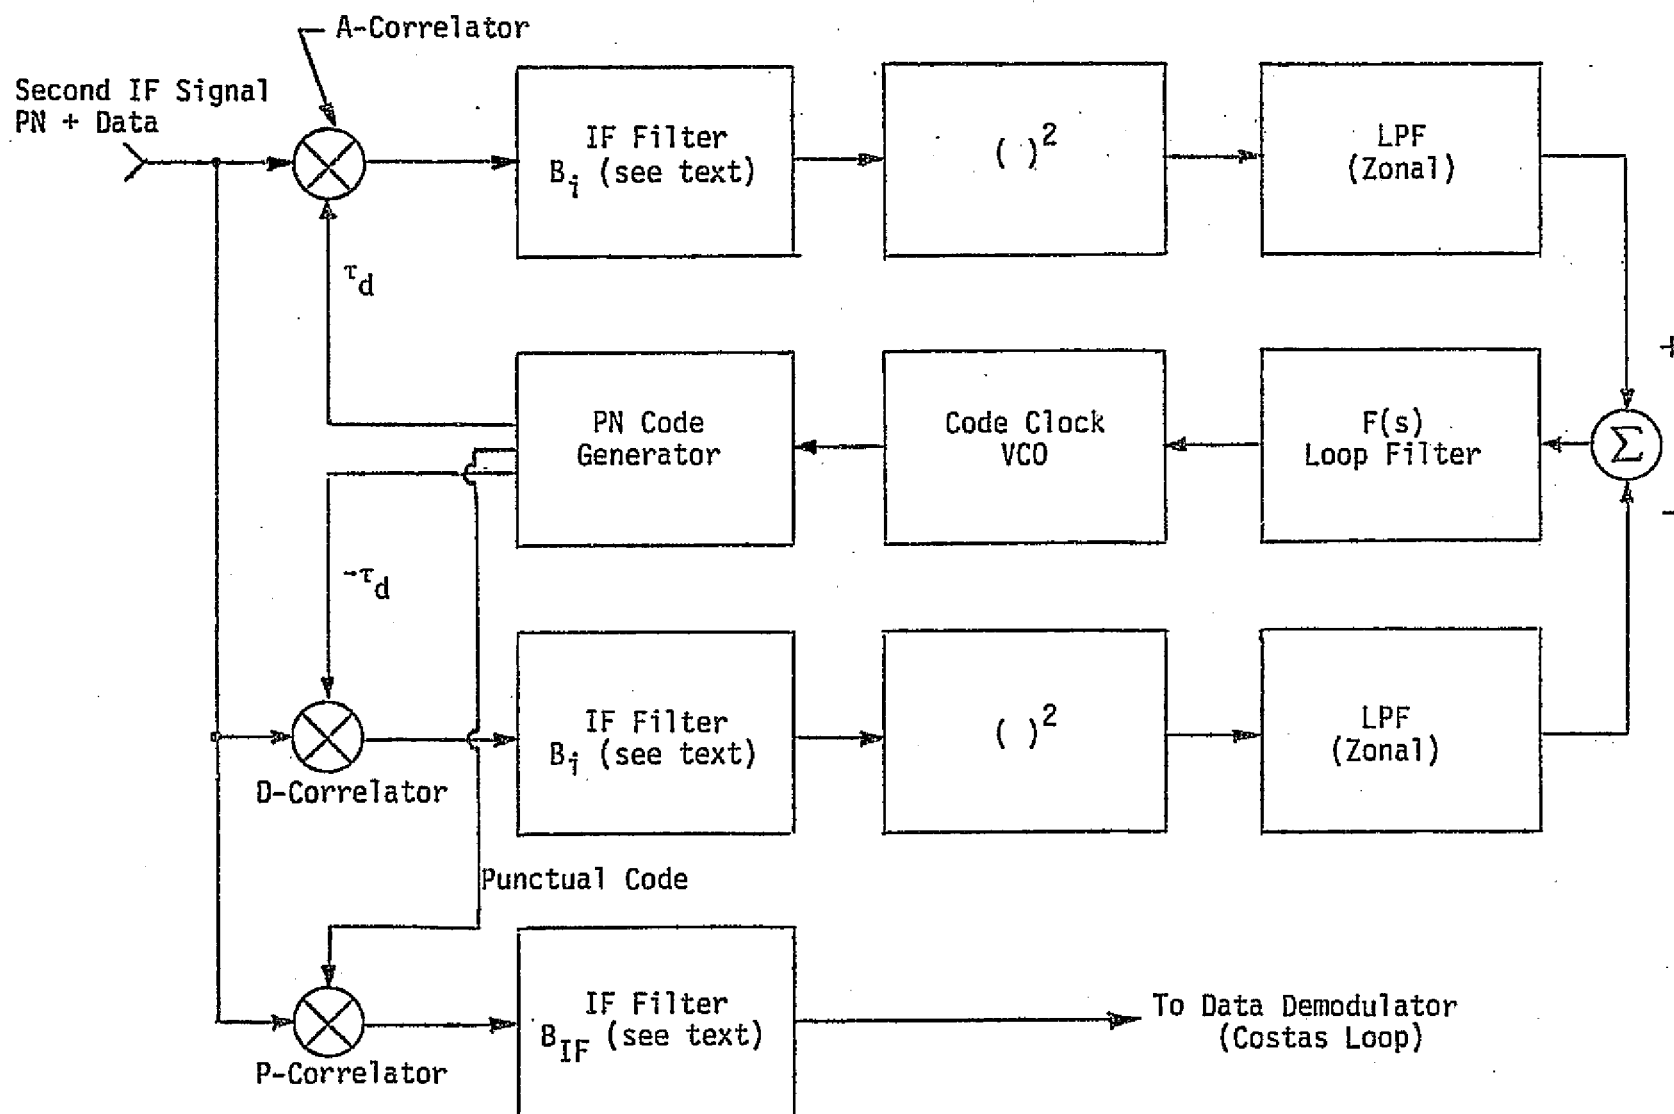 A-Correlator
Second IF Signal
PN + Data
IF Filter
B_i (see text)
( )^2
LPF
(Zonal)
τ_d
+
PN Code
Generator
Code Clock
VCO
F(s)
Loop Filter
Σ
-
-τ_d
IF Filter
B_i (see text)
( )^2
LPF
(Zonal)
D-Correlator
Punctual Code
IF Filter
B_IF (see text)
To Data Demodulator
(Costas Loop)
P-Correlator